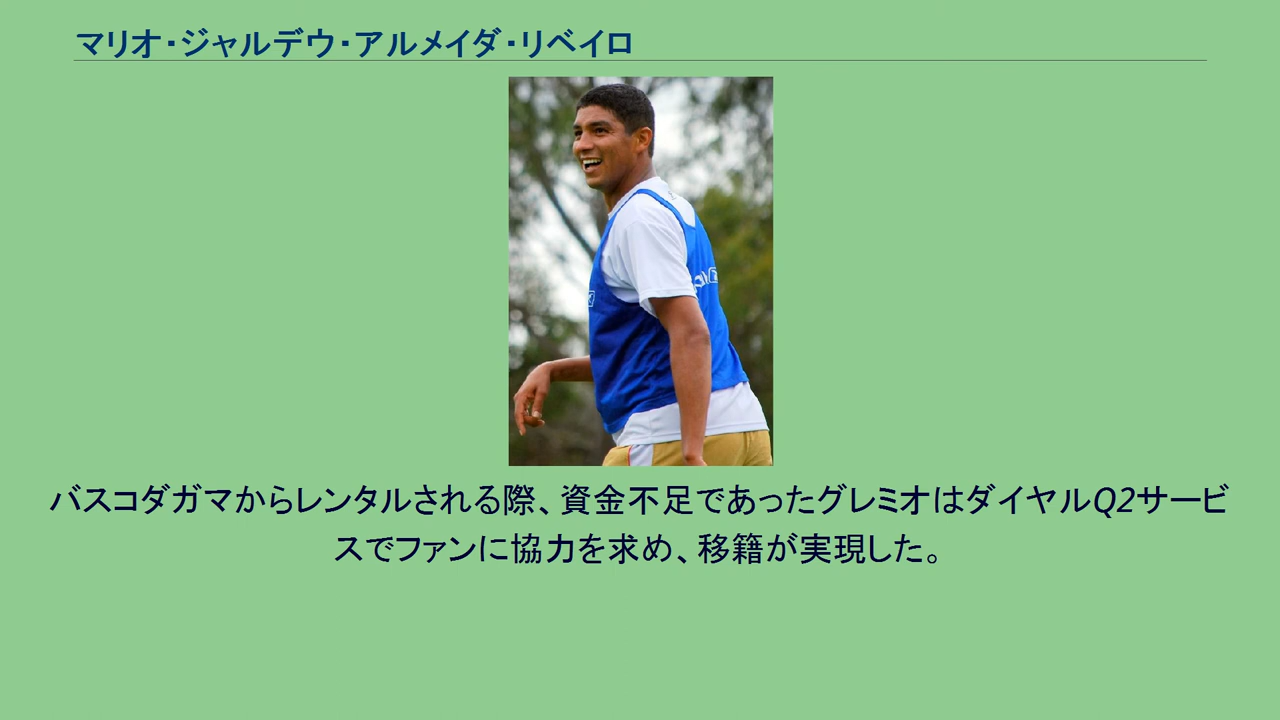 マリオ・ジャルデウ・アルメイダ・リベイロ
バスコダガマからレンタルされる際、資金不足であったグレミオはダイヤルQ2サービ
スでファンに協力を求め、移籍が実現した。